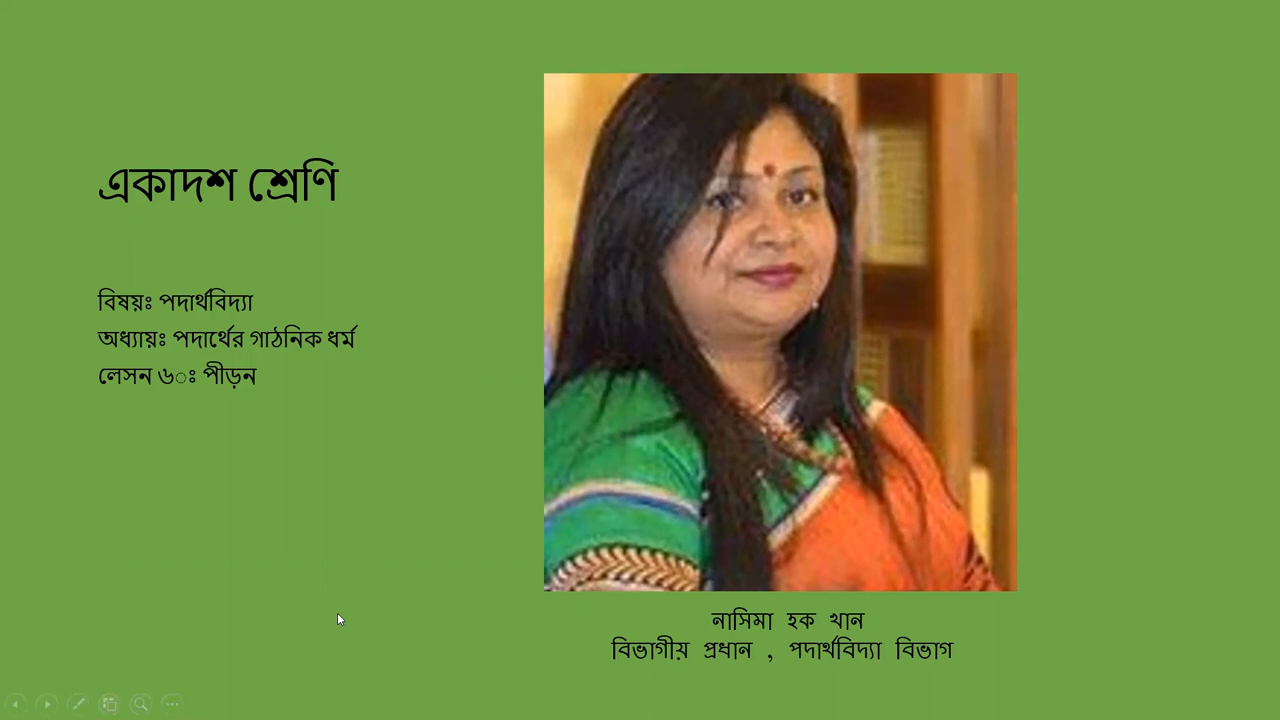 একাদশ শ্রেণি
বিষয়ঃ পদার্থবিদ্যা
অধ্যায়ঃ পদার্থের গাঠনিক ধর্ম
লেসন ৬ঃ পীড়ন
নাসিমা হক খান
বিভাগীয় প্রধান , পদার্থবিদ্যা বিভাগ